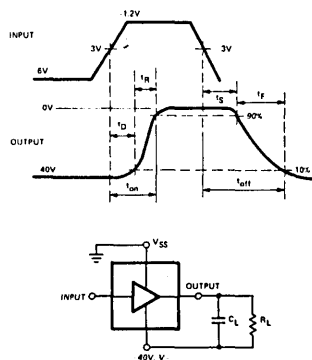 -1.2V
INPUT
3V
3V
6V
tR
tS
tF
0V
tD
90%
OUTPUT
40V
10%
ton
toff
VSS
OUTPUT
INPUT
CL
RL
-40V, V-